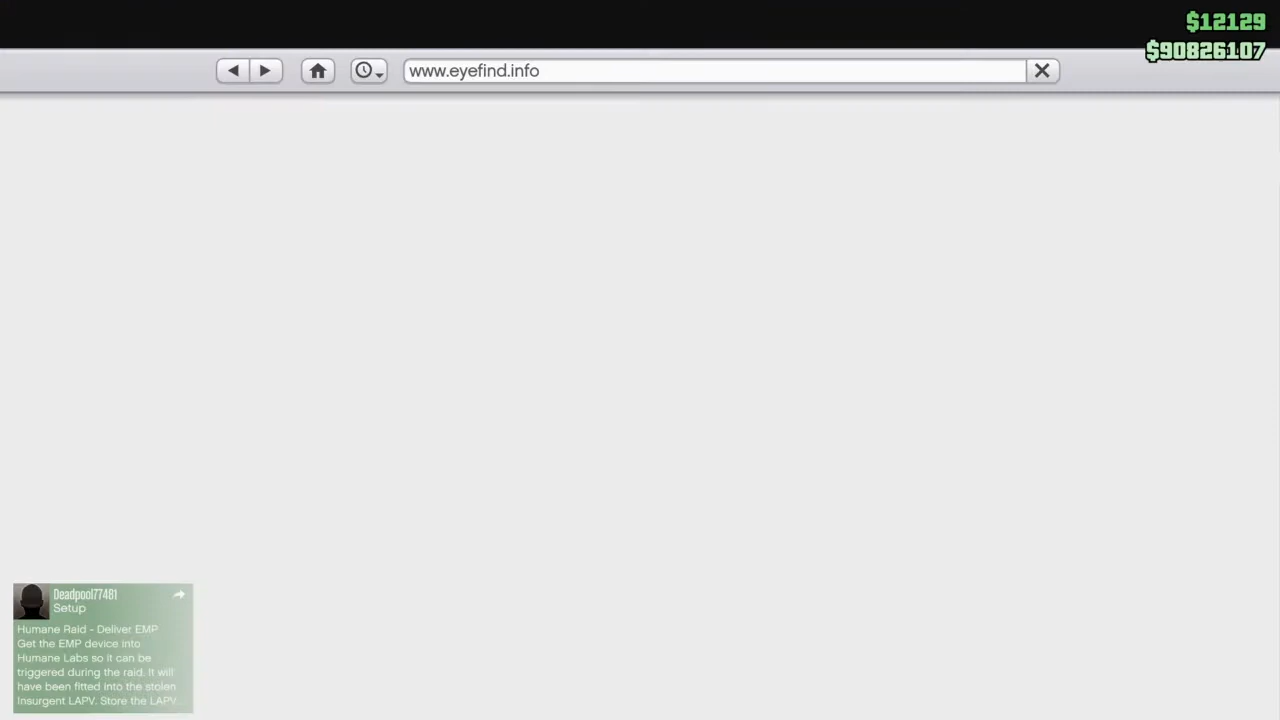 $12129
$90826107
www.eyefind.info
Deadpool77481
Setup
Humane Raid - Deliver EMP
Get the EMP device into
Humane Labs so it can be
triggered during the raid. It will
have been fitted into the stolen
Insurgent LAPV. Store the LAPV